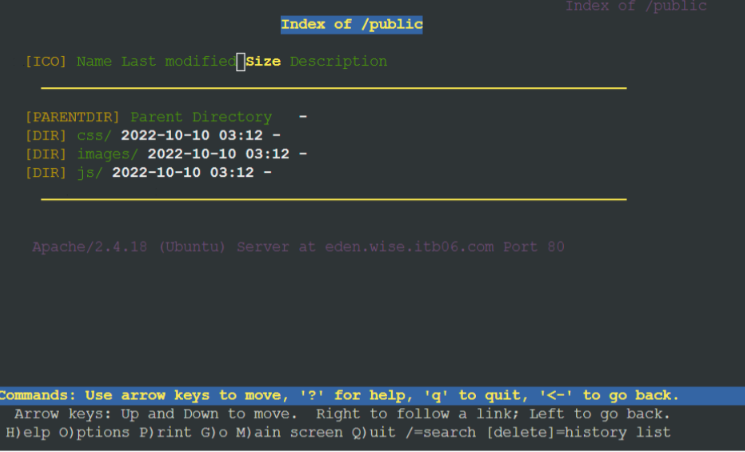 Index of /public
Index of /public
[ICO] Name Last modified Size Description
[PARENTDIR] Parent Directory -
[DIR] css/ 2022-10-10 03:12 -
[DIR] images/ 2022-10-10 03:12 -
[DIR] js/ 2022-10-10 03:12 -
Apache/2.4.18 (Ubuntu) Server at eden.wise.itb06.com Port 80
Commands: Use arrow keys to move, '?' for help, 'q' to quit, '<-' to go back.
Arrow keys: Up and Down to move. Right to follow a link; Left to go back.
H)elp O)ptions P)rint G)o M)ain screen Q)uit /=search [delete]=history list